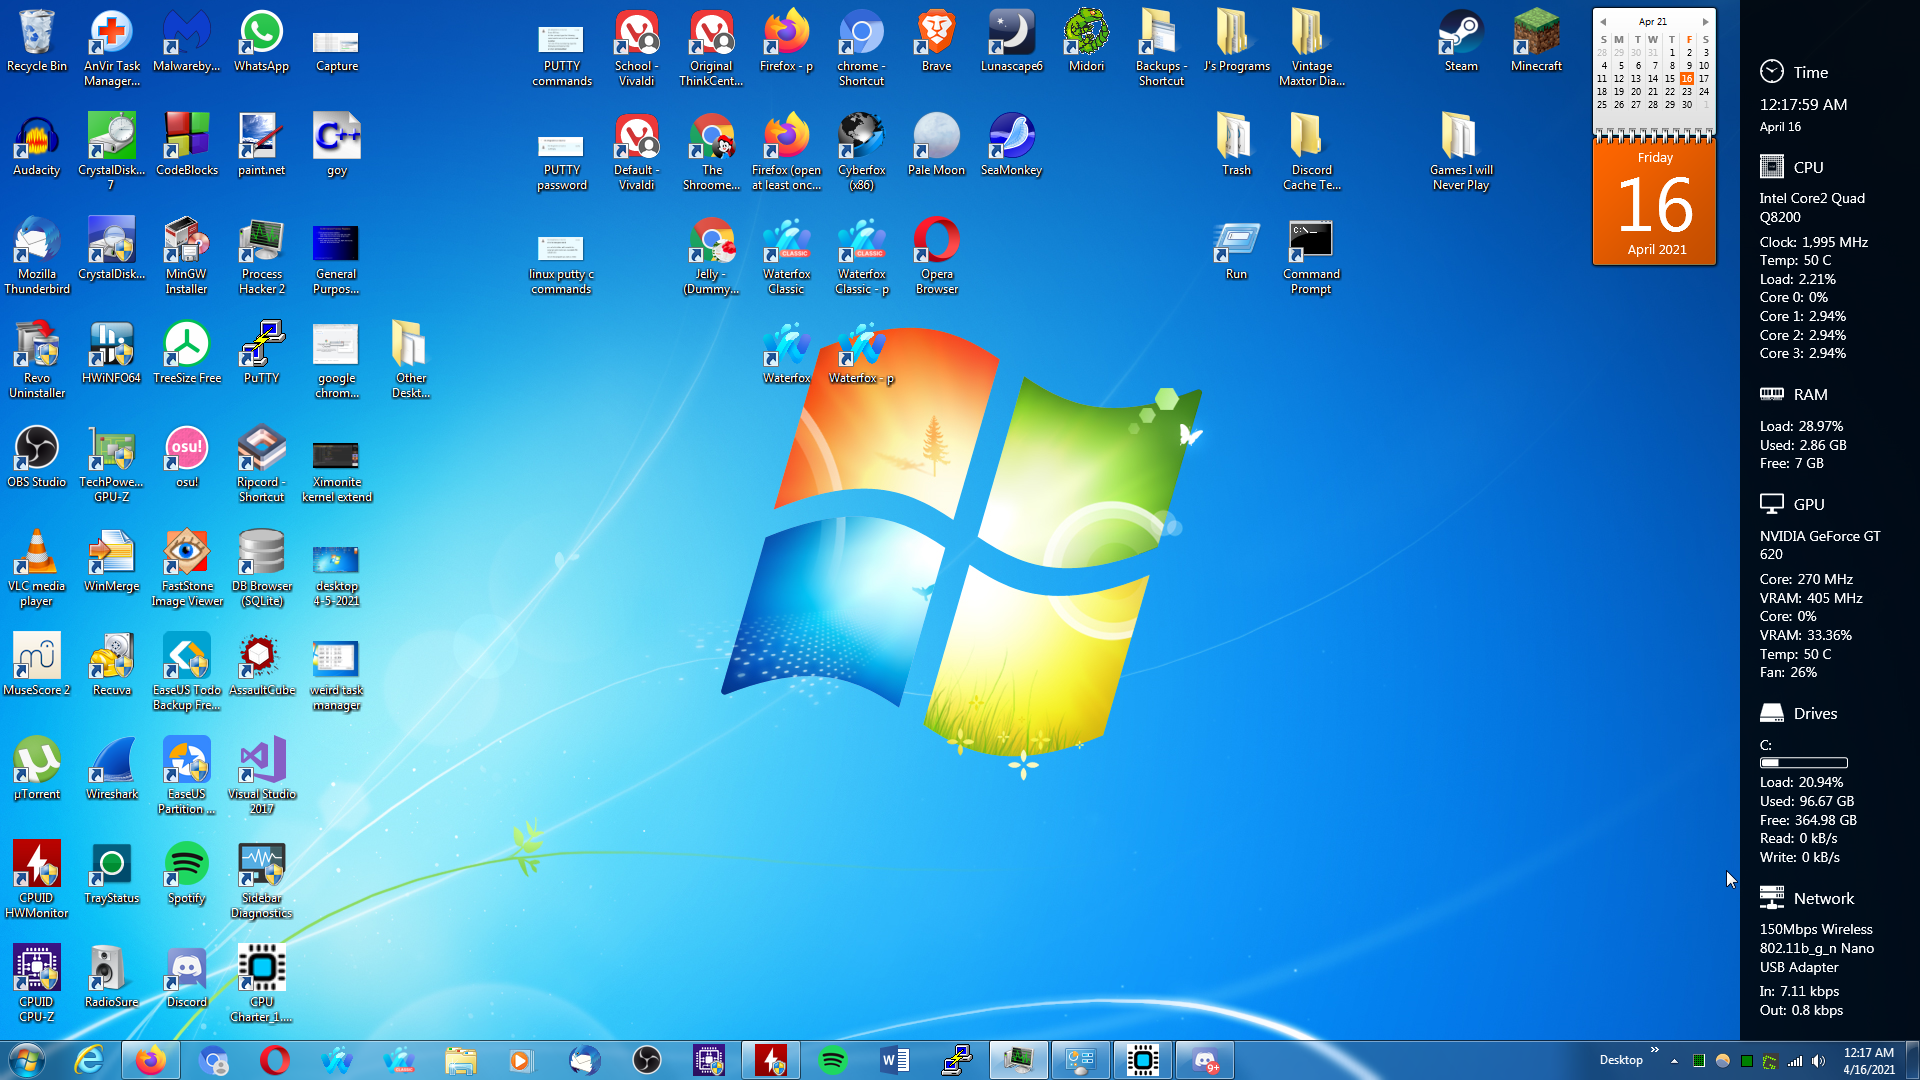 Recycle Bin
AnVir Task
Manager...
Malwareby...
WhatsApp
Capture
PUTTY
commands
School -
Vivaldi
Original
ThinkCent...
Firefox - p
chrome -
Shortcut
Brave
Lunascape6
Midori
Backups -
Shortcut
J's Programs
Vintage
Maxtor Dia...
Steam
Minecraft
Audacity
CrystalDisk...
7
CodeBlocks
paint.net
C++
goy
PUTTY
password
Default -
Vivaldi
The
Shroome...
Firefox (open
at least onc...
Cyberfox
(x86)
Pale Moon
SeaMonkey
Trash
Discord
Cache Te...
Games I will
Never Play
Mozilla
Thunderbird
CrystalDisk...
MinGW
Installer
Process
Hacker 2
General
Purpos...
linux putty c
commands
Jelly -
(Dummy...
CLASSIC
Waterfox
Classic
CLASSIC
Waterfox
Classic - p
Opera
Browser
Run
C:\_
Command
Prompt
Revo
Uninstaller
HWiNFO64
TreeSize Free
PuTTY
google
chrom...
Other
Deskt...
Waterfox
Waterfox - p
OBS Studio
TechPowe...
GPU-Z
osu!
osu!
Ripcord -
Shortcut
Ximonite
kernel extend
VLC media
player
WinMerge
FastStone
Image Viewer
DB Browser
(SQLite)
desktop
4-5-2021
MuseScore 2
Recuva
EaseUS Todo
Backup Fre...
AssaultCube
weird task
manager
µTorrent
Wireshark
EaseUS
Partition ...
Visual Studio
2017
CPUID
HWMonitor
TrayStatus
Spotify
Sidebar
Diagnostics
CPUID
CPU-Z
RadioSure
Discord
CPU
Charter_1....
Apr 21
S M T W T F S
28 29 30 31 1 2 3
4 5 6 7 8 9 10
11 12 13 14 15 16 17
18 19 20 21 22 23 24
25 26 27 28 29 30 1
Friday
16
April 2021
Time
12:17:59 AM
April 16
CPU
Intel Core2 Quad
Q8200
Clock: 1,995 MHz
Temp: 50 C
Load: 2.21%
Core 0: 0%
Core 1: 2.94%
Core 2: 2.94%
Core 3: 2.94%
RAM
Load: 28.97%
Used: 2.86 GB
Free: 7 GB
GPU
NVIDIA GeForce GT
620
Core: 270 MHz
VRAM: 405 MHz
Core: 0%
VRAM: 33.36%
Temp: 50 C
Fan: 26%
Drives
C:
Load: 20.94%
Used: 96.67 GB
Free: 364.98 GB
Read: 0 kB/s
Write: 0 kB/s
Network
150Mbps Wireless
802.11b_g_n Nano
USB Adapter
In: 7.11 kbps
Out: 0.8 kbps
9+
Desktop
12:17 AM
4/16/2021